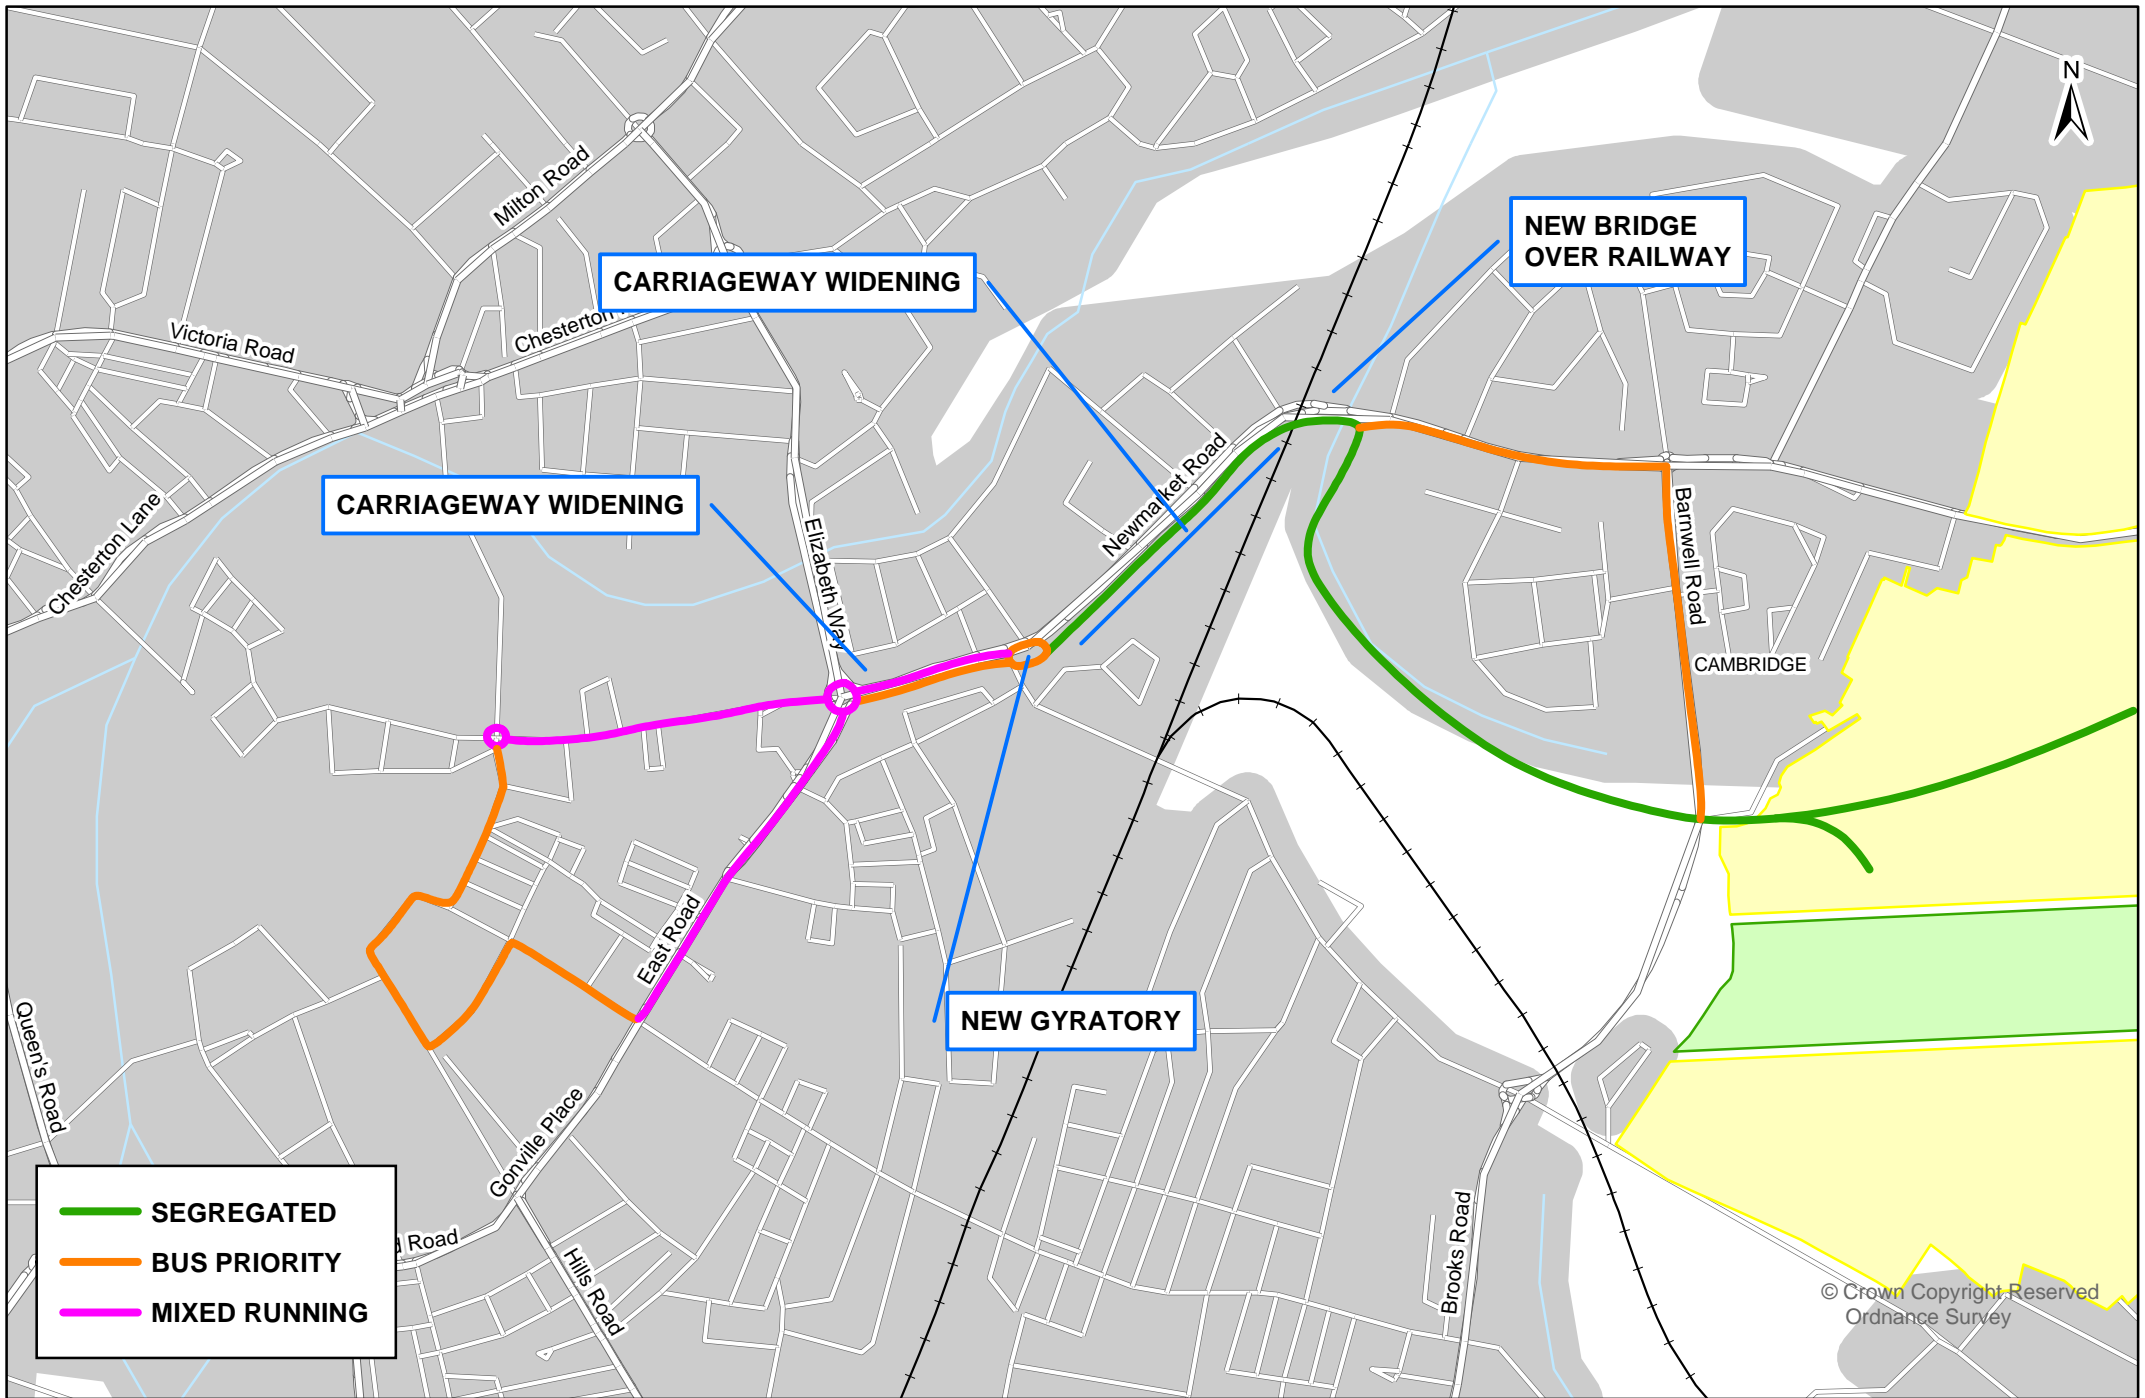 N
Milton Road
NEW BRIDGE
OVER RAILWAY
CARRIAGEWAY WIDENING
Victoria Road
Chesterton
Newmarket Road
CARRIAGEWAY WIDENING
Chesterton Lane
Elizabeth Way
Barnwell Road
CAMBRIDGE
East Road
NEW GYRATORY
Queen's Road
Gonville Place
SEGREGATED
BUS PRIORITY
MIXED RUNNING
Road
Hills Road
Brooks Road
© Crown Copyright Reserved
Ordnance Survey